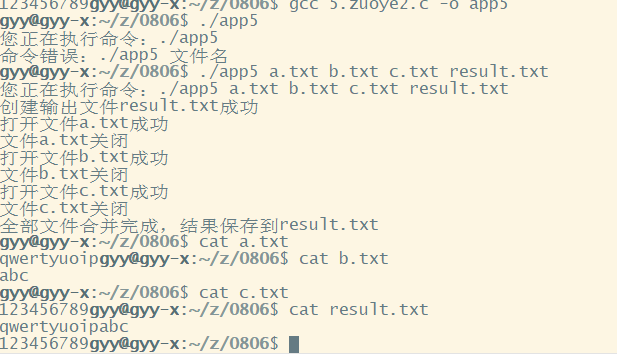 123456789gyy@gyy-x:~/z/0806$ gcc 5.zuoye2.c -o app5
gyy@gyy-x:~/z/0806$ ./app5
您正在执行命令：./app5
命令错误：./app5 文件名
gyy@gyy-x:~/z/0806$ ./app5 a.txt b.txt c.txt result.txt
您正在执行命令：./app5 a.txt b.txt c.txt result.txt
创建输出文件result.txt成功
打开文件a.txt成功
文件a.txt关闭
打开文件b.txt成功
文件b.txt关闭
打开文件c.txt成功
文件c.txt关闭
全部文件合并完成，结果保存到result.txt
gyy@gyy-x:~/z/0806$ cat a.txt
qwertyuoipgyy@gyy-x:~/z/0806$ cat b.txt
abc
gyy@gyy-x:~/z/0806$ cat c.txt
123456789gyy@gyy-x:~/z/0806$ cat result.txt
qwertyuoipabc
123456789gyy@gyy-x:~/z/0806$